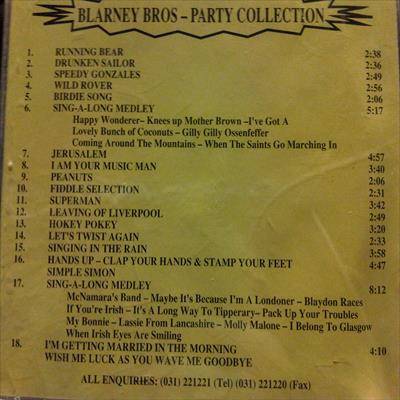 BLARNEY BROS – PARTY COLLECTION
1. RUNNING BEAR 2:38
2. DRUNKEN SAILOR 2:36
3. SPEEDY GONZALES 2:49
4. WILD ROVER 2:56
5. BIRDIE SONG 2:06
6. SING-A-LONG MEDLEY 5:17
Happy Wonderer– Knees up Mother Brown –I've Got A
Lovely Bunch of Coconuts – Gilly Gilly Ossenfeffer
Coming Around The Mountains – When The Saints Go Marching In
7. JERUSALEM 4:57
8. I AM YOUR MUSIC MAN 3:40
9. PEANUTS 2:06
10. FIDDLE SELECTION 2:31
11. SUPERMAN 3:42
12. LEAVING OF LIVERPOOL 2:49
13. HOKEY POKEY 3:20
14. LET'S TWIST AGAIN 2:33
15. SINGING IN THE RAIN 3:58
16. HANDS UP – CLAP YOUR HANDS & STAMP YOUR FEET 4:47
SIMPLE SIMON
17. SING-A-LONG MEDLEY 8:12
McNamara's Band – Maybe It's Because I'm A Londoner – Blaydon Races
If You're Irish – It's A Long Way To Tipperary– Pack Up Your Troubles
My Bonnie – Lassie From Lancashire – Molly Malone – I Belong To Glasgow
When Irish Eyes Are Smiling
18. I'M GETTING MARRIED IN THE MORNING 4:10
WISH ME LUCK AS YOU WAVE ME GOODBYE
ALL ENQUIRIES: (031) 221221 (Tel) (031) 221220 (Fax)